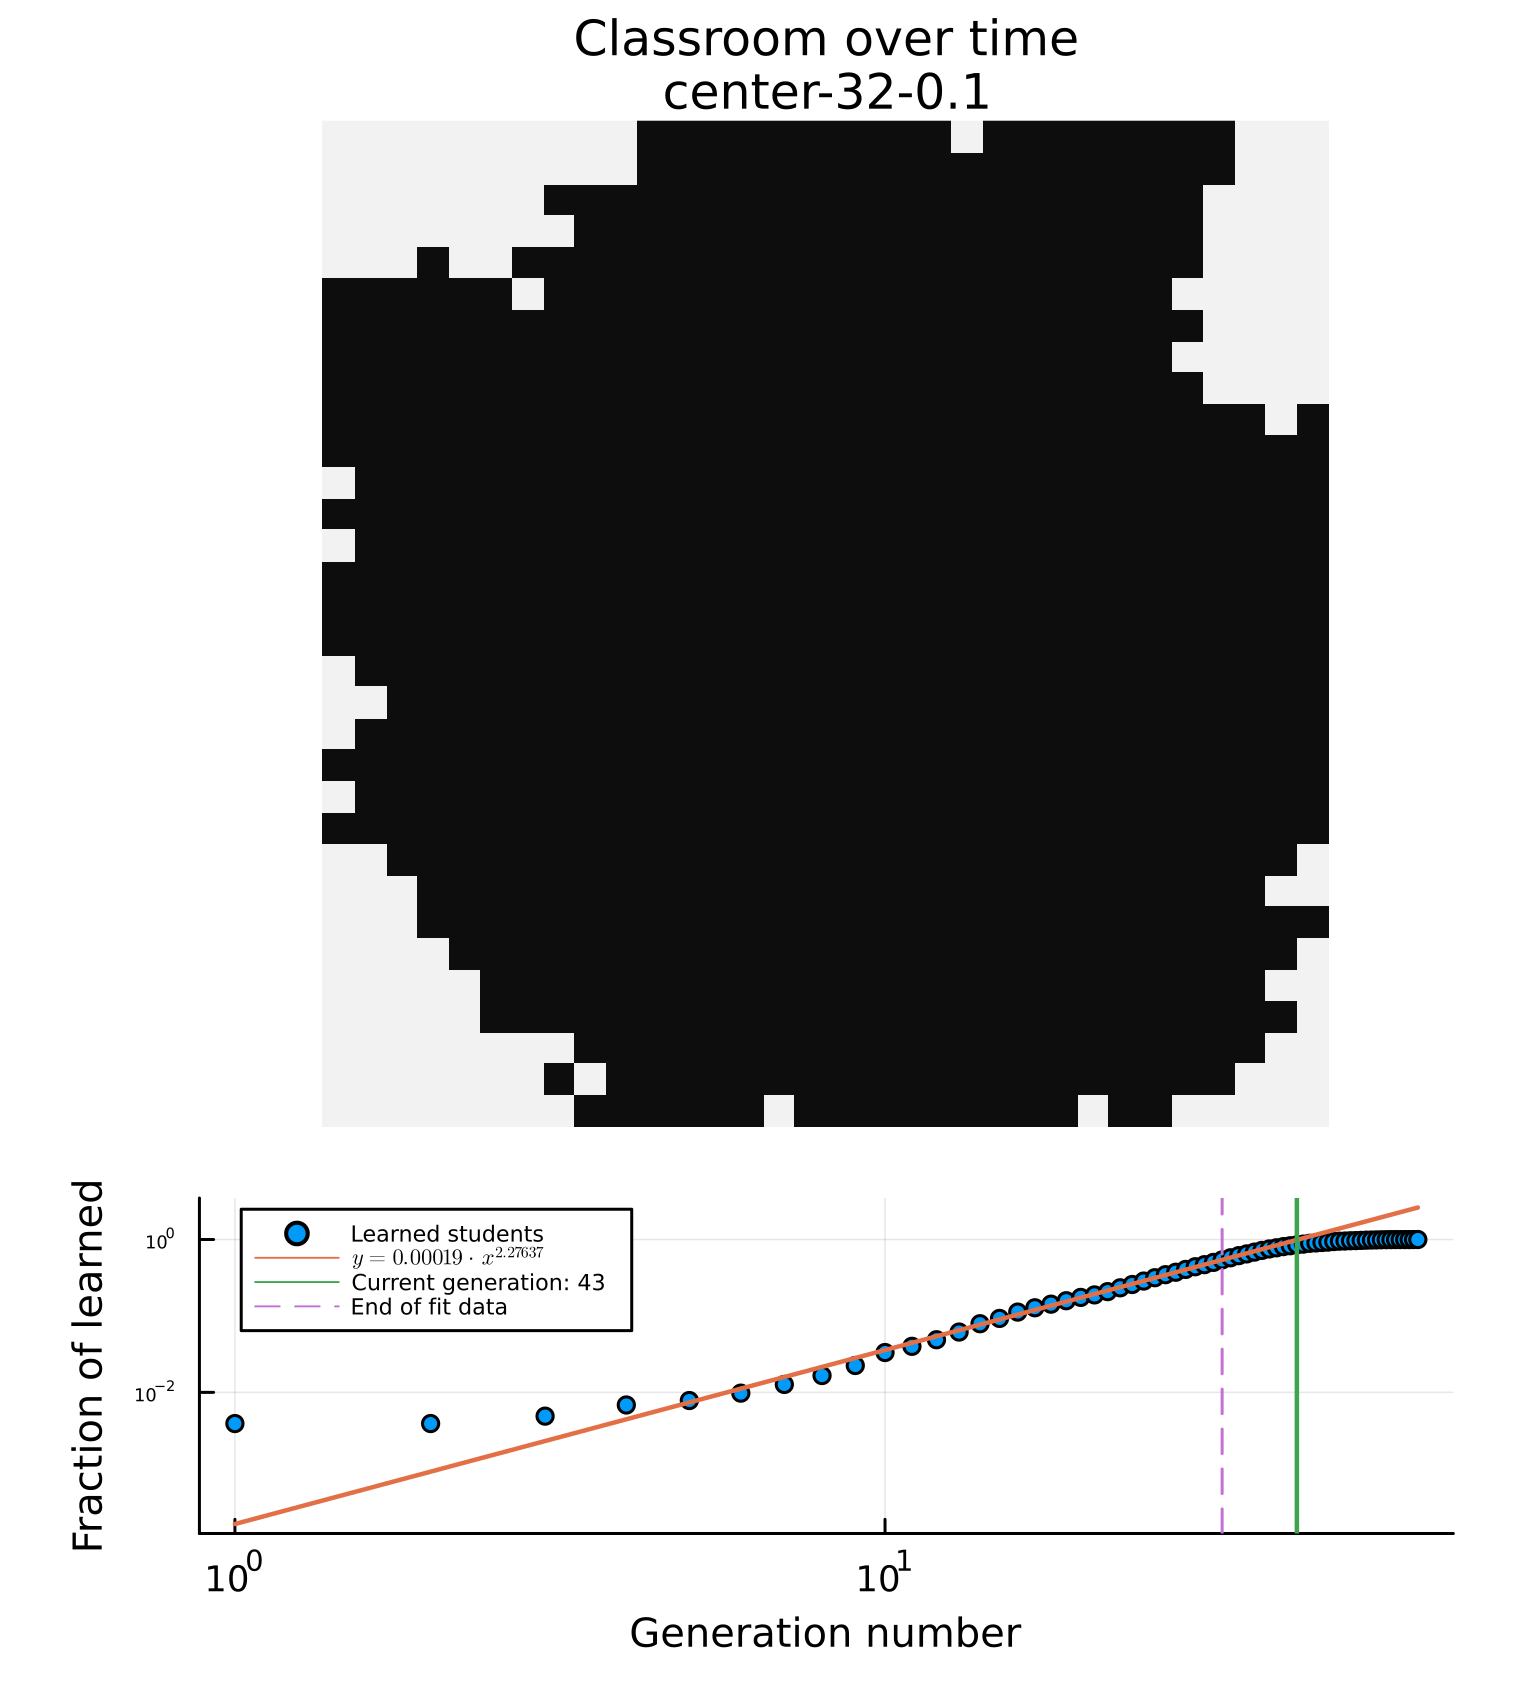 Classroom over time
center-32-0.1
Fraction of learned
10^0
10^-2
Learned students
y = 0.00019 · x^2.27637
Current generation: 43
End of fit data
10^0
10^1
Generation number